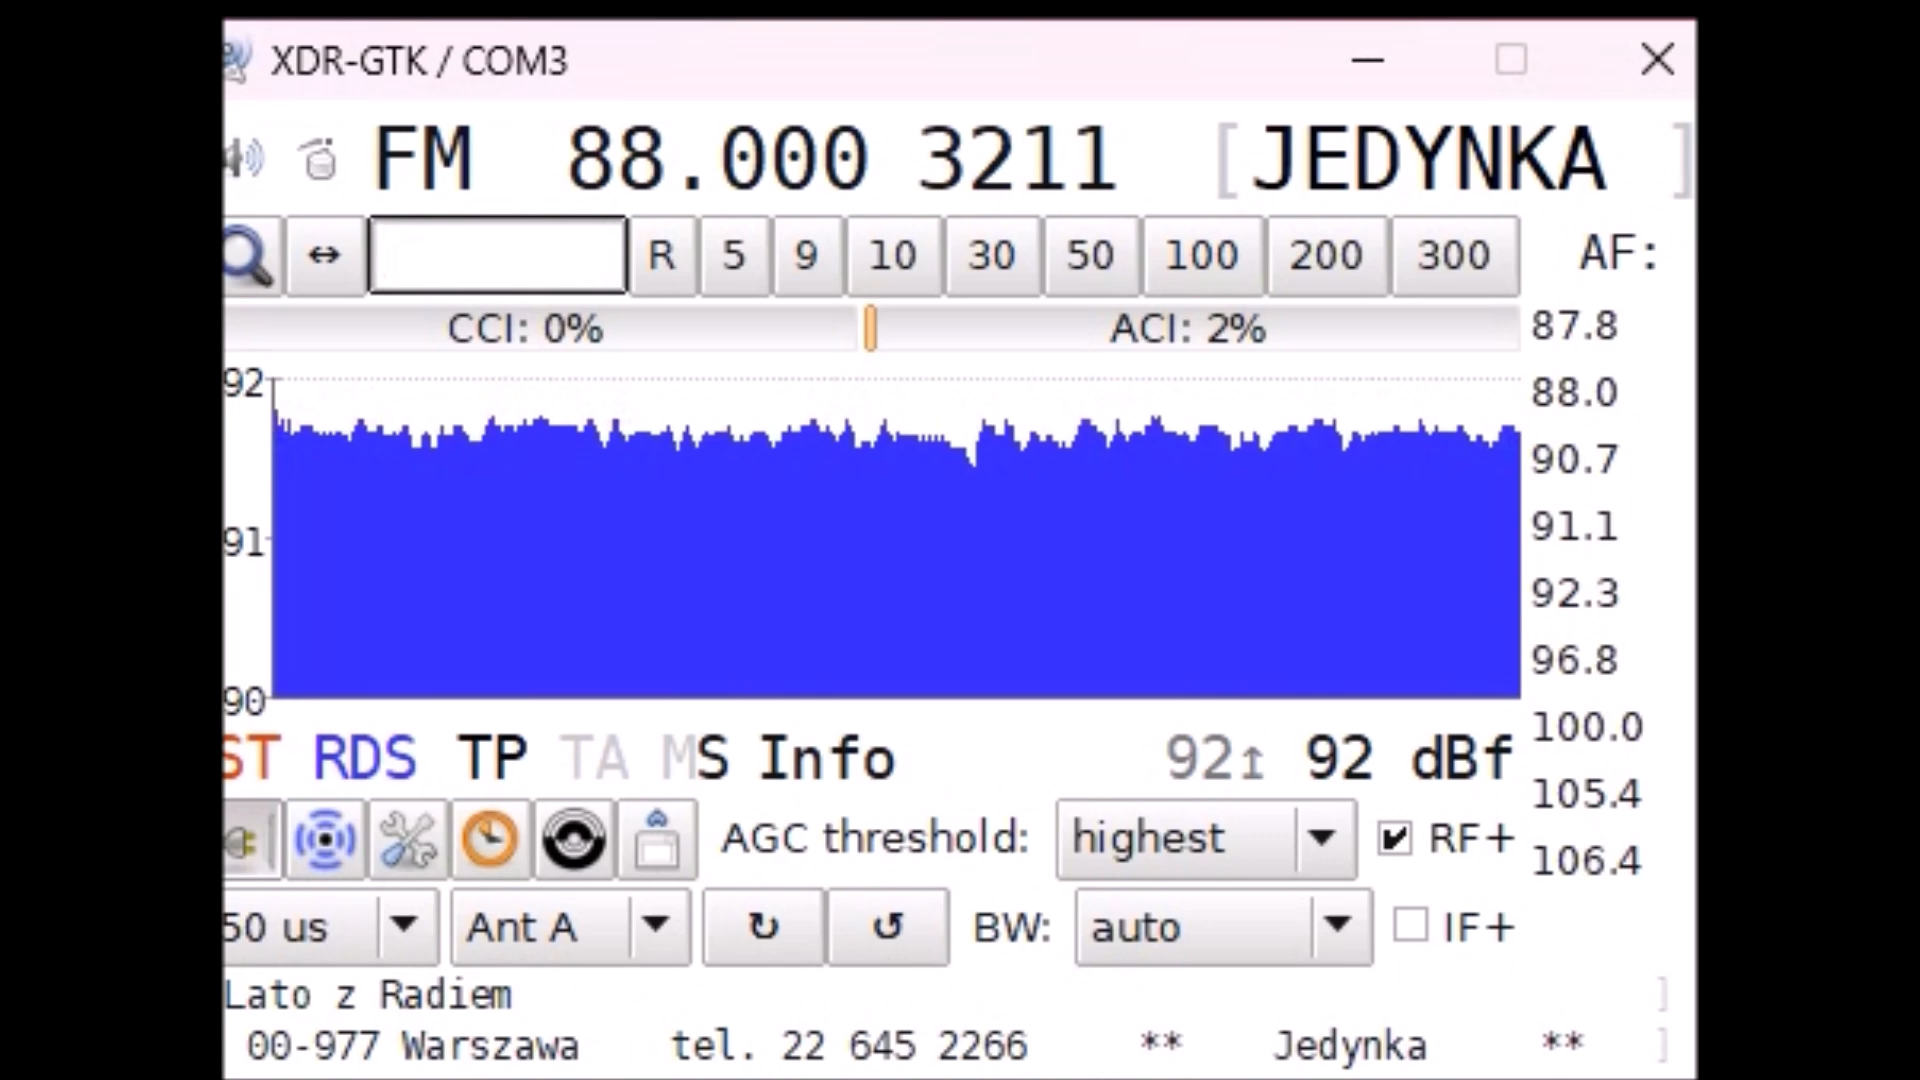 XDR-GTK / COM3
FM 88.000 3211 [JEDYNKA ]
R 5 9 10 30 50 100 200 300 AF:
CCI: 0% ACI: 2% 87.8
92 88.0
90.7
91 91.1
92.3
96.8
90 100.0
ST RDS TP TA MS Info 92↥ 92 dBf
105.4
AGC threshold: highest RF+
106.4
50 us Ant A ↻ ↺ BW: auto IF+
Lato z Radiem ]
00-977 Warszawa tel. 22 645 2266 ** Jedynka ** ]